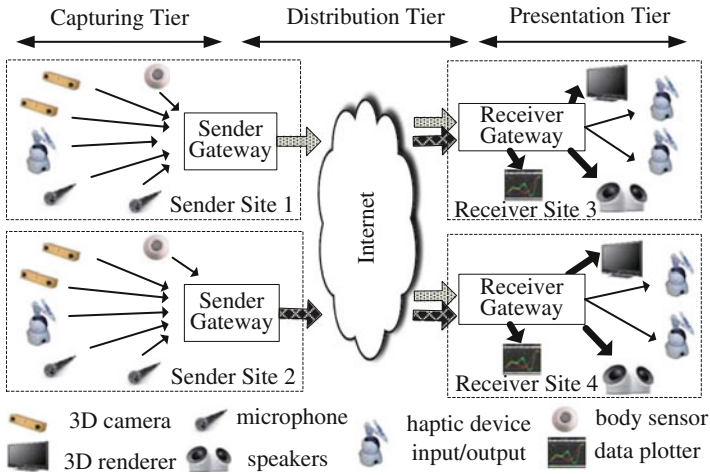 Capturing Tier
Distribution Tier
Presentation Tier
Sender
Gateway
Sender Site 1
Receiver
Gateway
Receiver Site 3
Internet
Sender
Gateway
Sender Site 2
Receiver
Gateway
Receiver Site 4
3D camera
microphone
haptic device
input/output
body sensor
3D renderer
speakers
data plotter